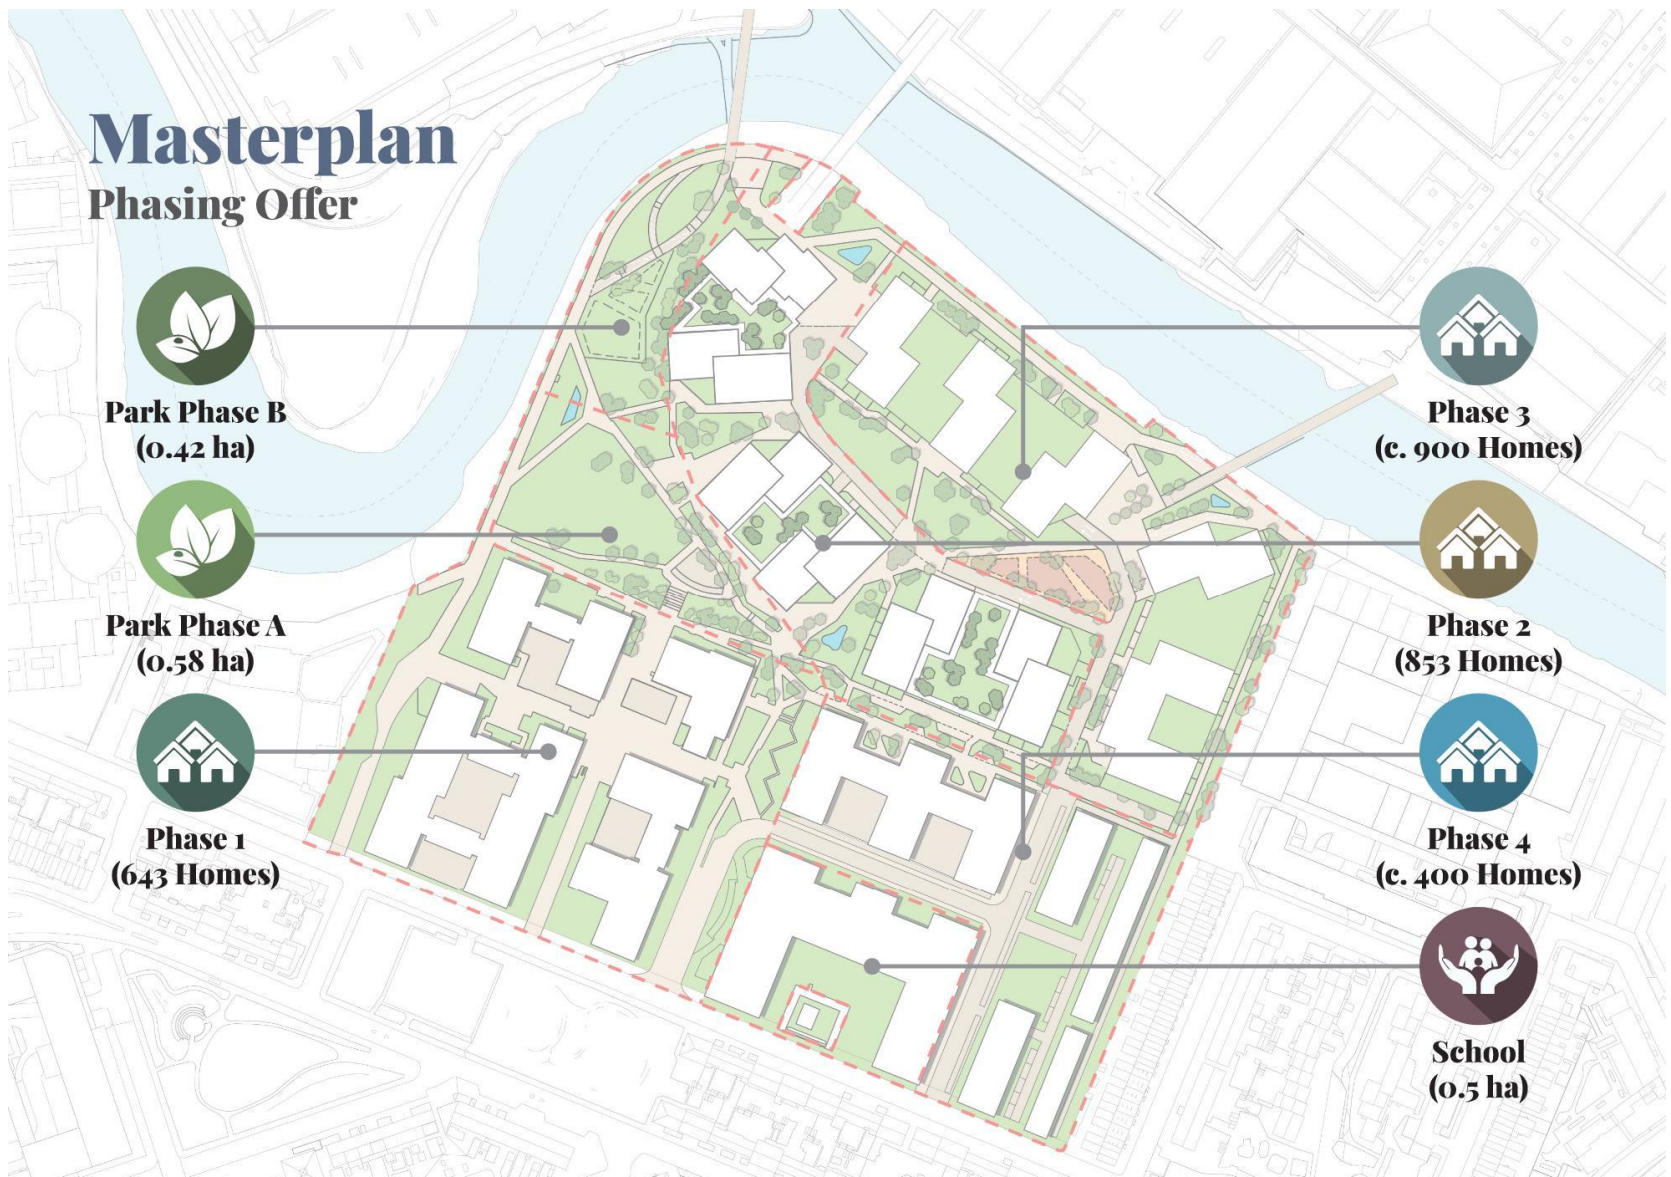 Masterplan
Phasing Offer
Park Phase B
(0.42 ha)
Park Phase A
(0.58 ha)
Phase 1
(643 Homes)
Phase 3
(c. 900 Homes)
Phase 2
(853 Homes)
Phase 4
(c. 400 Homes)
School
(0.5 ha)